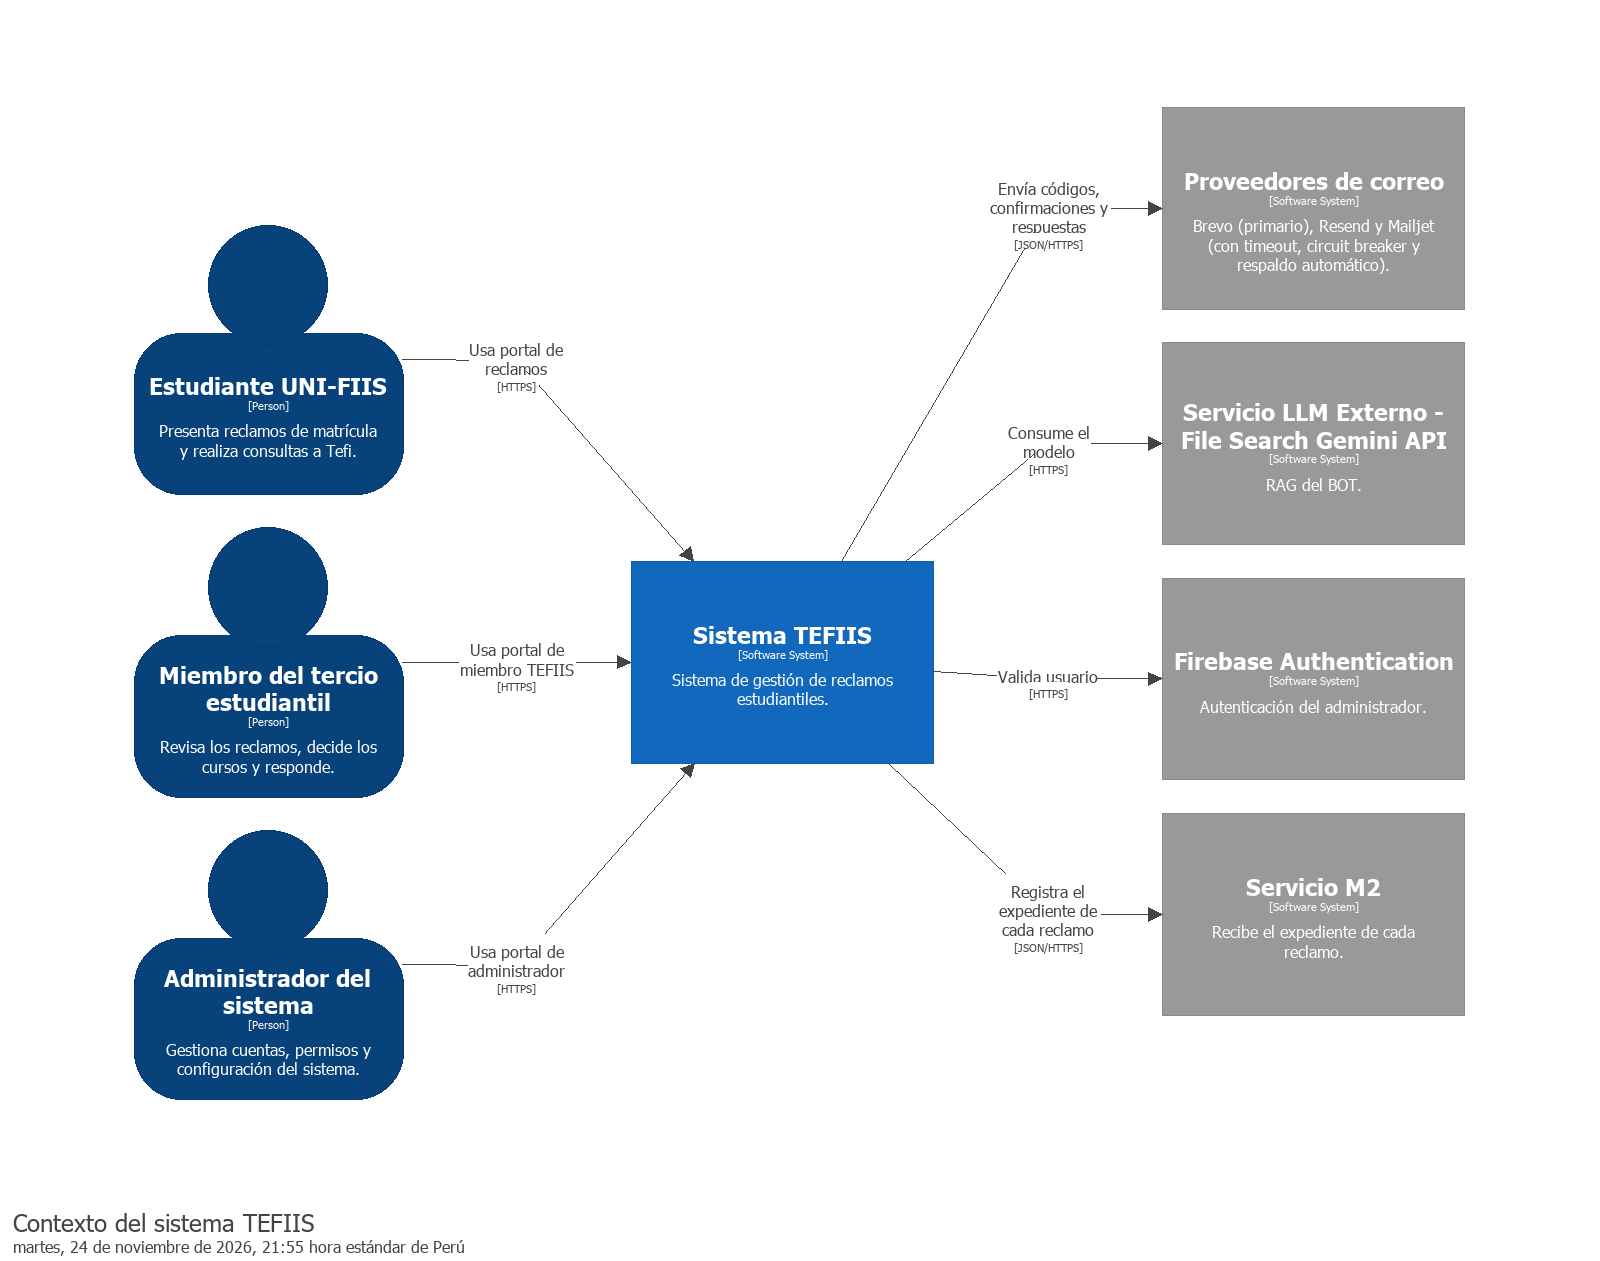 Estudiante UNI-FIIS
[Person]
Presenta reclamos de matrícula
y realiza consultas a Tefi.
Usa portal de
reclamos
[HTTPS]
Miembro del tercio
estudiantil
[Person]
Revisa los reclamos, decide los
cursos y responde.
Usa portal de
miembro TEFIIS
[HTTPS]
Administrador del
sistema
[Person]
Gestiona cuentas, permisos y
configuración del sistema.
Usa portal de
administrador
[HTTPS]
Sistema TEFIIS
[Software System]
Sistema de gestión de reclamos
estudiantiles.
Envía códigos,
confirmaciones y
respuestas
[JSON/HTTPS]
Proveedores de correo
[Software System]
Brevo (primario), Resend y Mailjet
(con timeout, circuit breaker y
respaldo automático).
Consume el
modelo
[HTTPS]
Servicio LLM Externo -
File Search Gemini API
[Software System]
RAG del BOT.
Valida usuario
[HTTPS]
Firebase Authentication
[Software System]
Autenticación del administrador.
Registra el
expediente de
cada reclamo
[JSON/HTTPS]
Servicio M2
[Software System]
Recibe el expediente de cada
reclamo.
Contexto del sistema TEFIIS
martes, 24 de noviembre de 2026, 21:55 hora estándar de Perú